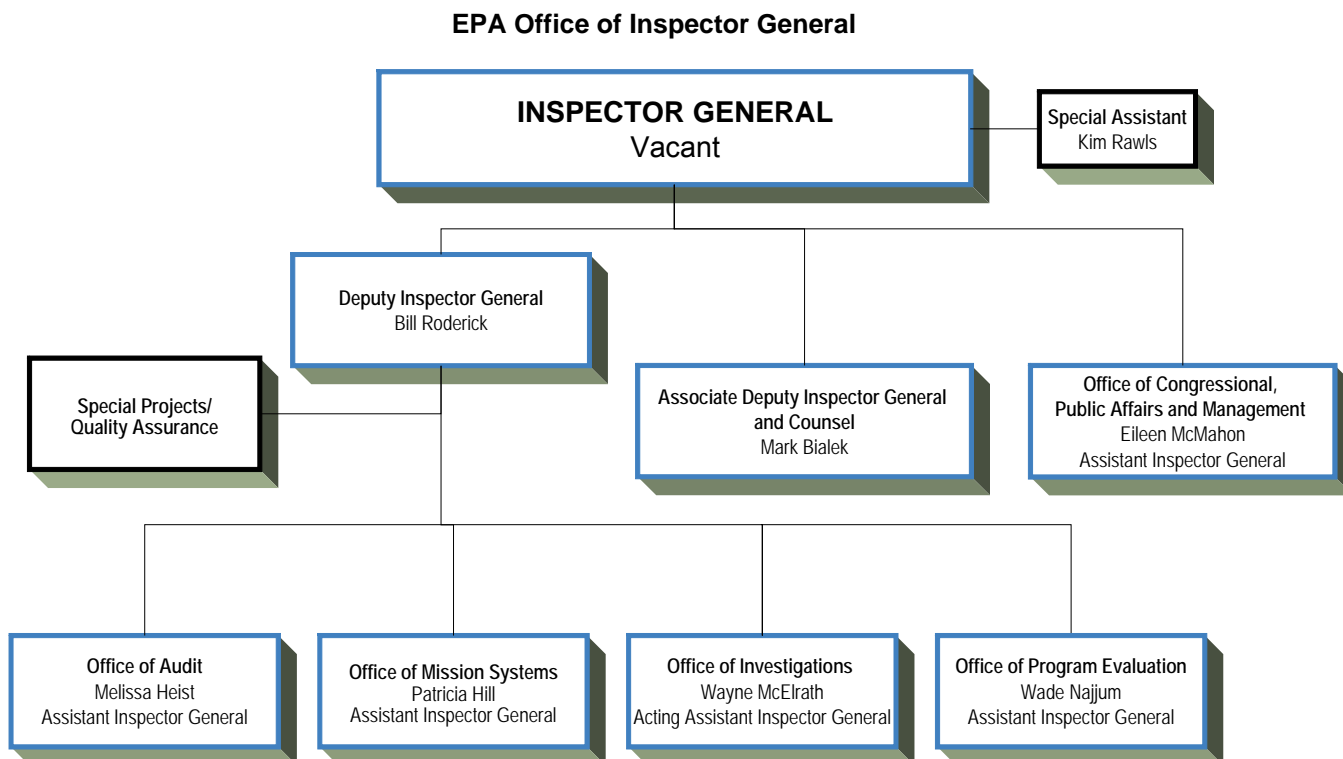 EPA Office of Inspector General
INSPECTOR GENERAL
Vacant
Special Assistant
Kim Rawls
Deputy Inspector General
Bill Roderick
Special Projects/
Quality Assurance
Associate Deputy Inspector General
and Counsel
Mark Bialek
Office of Congressional,
Public Affairs and Management
Eileen McMahon
Assistant Inspector General
Office of Audit
Melissa Heist
Assistant Inspector General
Office of Mission Systems
Patricia Hill
Assistant Inspector General
Office of Investigations
Wayne McElrath
Acting Assistant Inspector General
Office of Program Evaluation
Wade Najjum
Assistant Inspector General